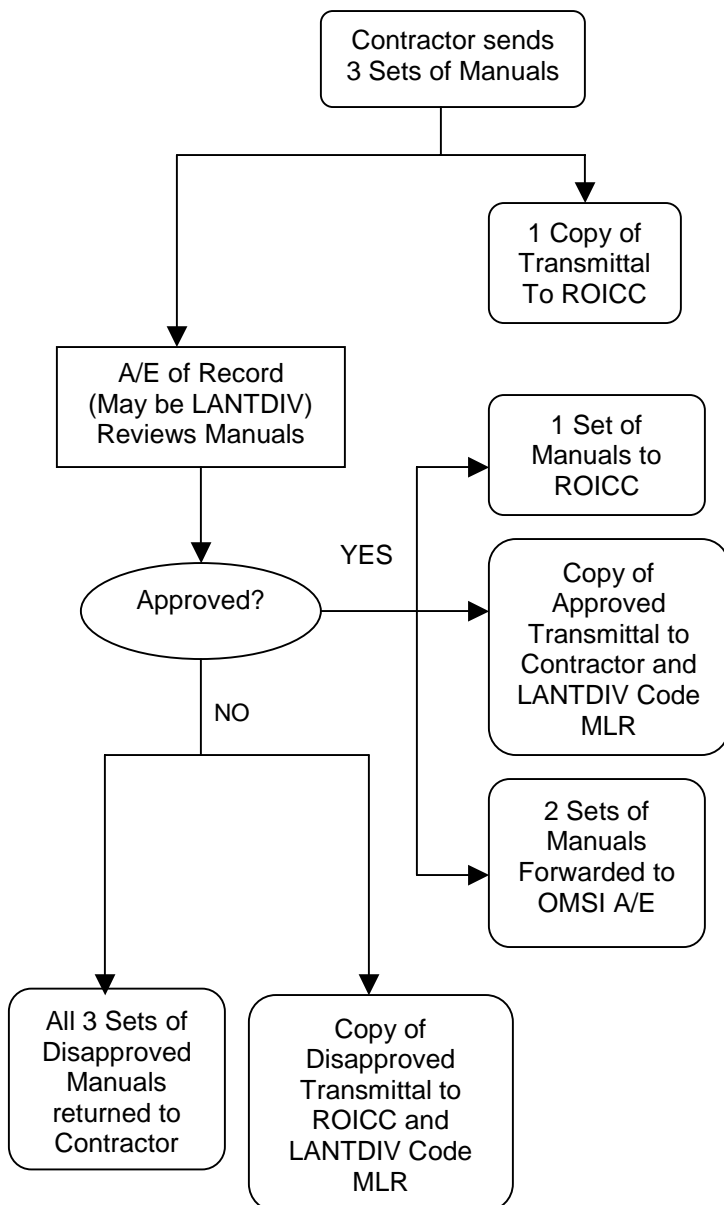 Contractor sends
3 Sets of Manuals
1 Copy of
Transmittal
To ROICC
A/E of Record
(May be LANTDIV)
Reviews Manuals
1 Set of
Manuals to
ROICC
YES
Approved?
Copy of
Approved
Transmittal to
Contractor and
LANTDIV Code
MLR
NO
2 Sets of
Manuals
Forwarded to
OMSI A/E
All 3 Sets of
Disapproved
Manuals
returned to
Contractor
Copy of
Disapproved
Transmittal to
ROICC and
LANTDIV Code
MLR